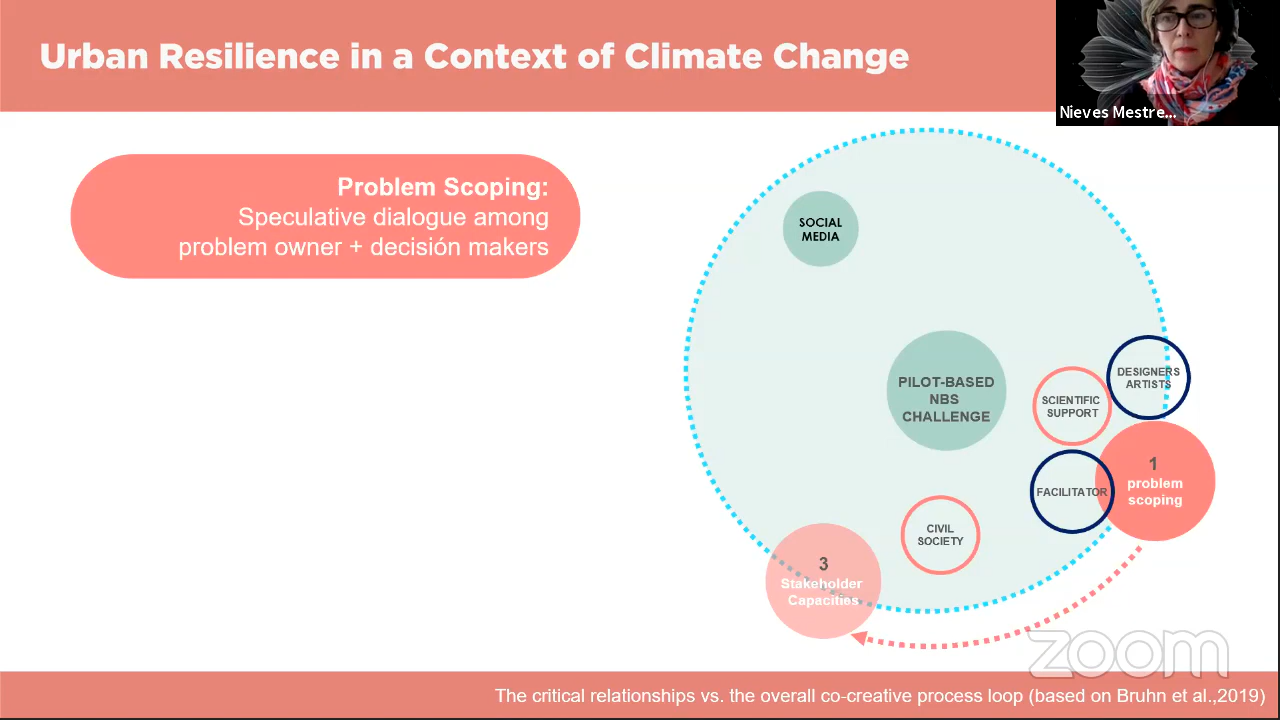 Urban Resilience in a Context of Climate Change
Nieves Mestre...
Problem Scoping:
Speculative dialogue among
problem owner + decisión makers
SOCIAL
MEDIA
PILOT-BASED
NBS
CHALLENGE
DESIGNERS
ARTISTS
SCIENTIFIC
SUPPORT
1
problem
scoping
FACILITATOR
CIVIL
SOCIETY
3
Stakeholder
Capacities
zoom
The critical relationships vs. the overall co-creative process loop (based on Bruhn et al.,2019)